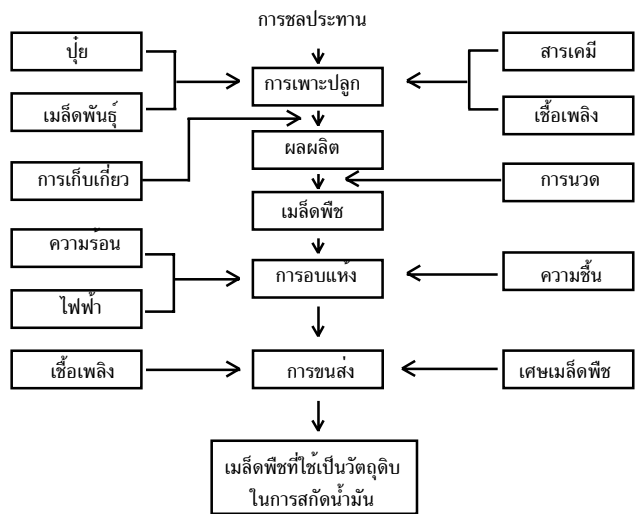 การชลประทาน
ปุ๋ย
สารเคมี
การเพาะปลูก
เมล็ดพันธุ์
เชื้อเพลิง
ผลผลิต
การเก็บเกี่ยว
การนวด
เมล็ดพืช
ความร้อน
การอบแห้ง
ความชื้น
ไฟฟ้า
เชื้อเพลิง
การขนส่ง
เศษเมล็ดพืช
เมล็ดพืชที่ใช้เป็นวัตถุดิบ
ในการสกัดน้ำมัน